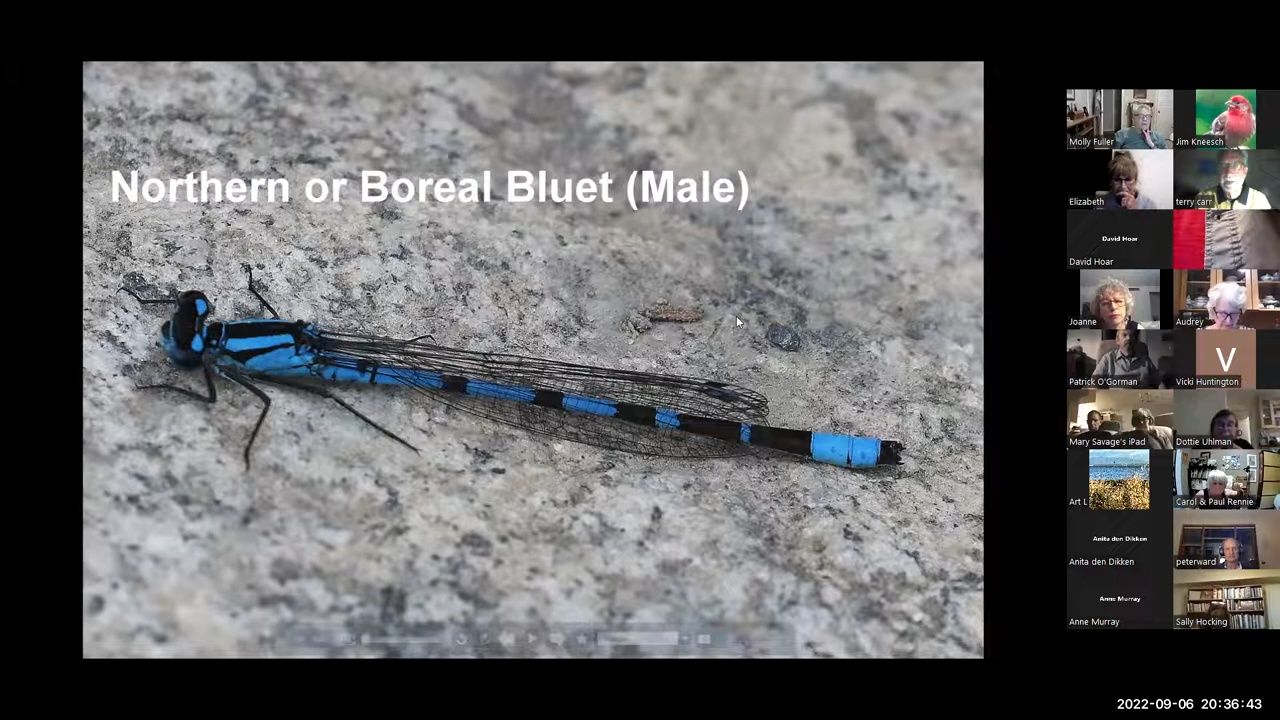 Northern or Boreal Bluet (Male)
Molly Fuller
Jim Kneesch
Elizabeth
terry carr
David Hoar
David Hoar
Joanne
Audrey
Patrick O'Gorman
V
Vicki Huntington
Mary Savage's iPad
Dottie Uhlman
Art L
Carol & Paul Rennie
Anita den Dikken
Anita den Dikken
peterward
Anne Murray
Anne Murray
Sally Hocking
2022-09-06 20:36:43